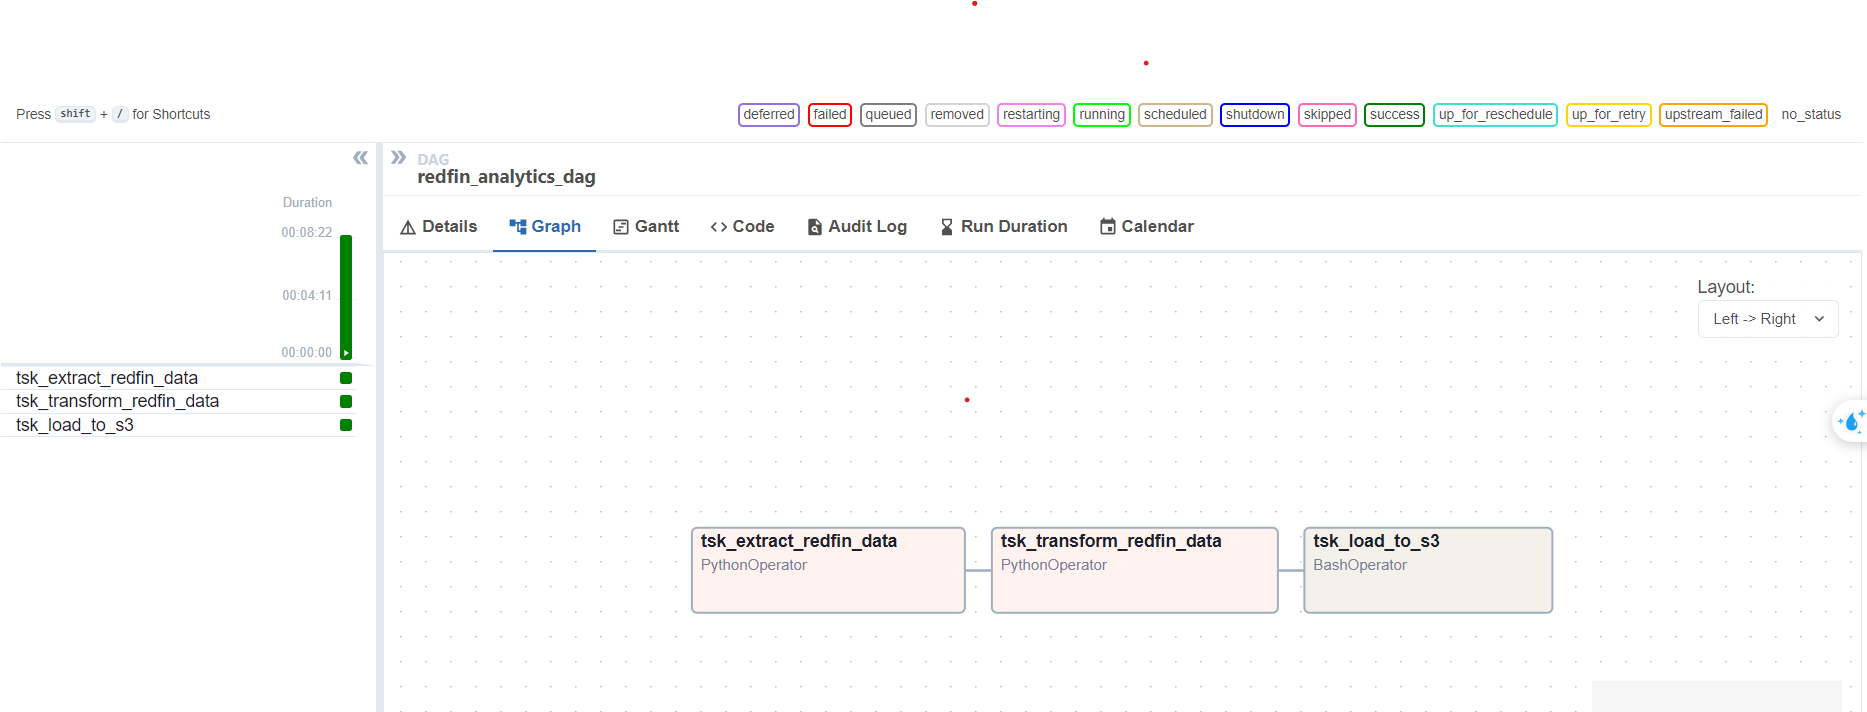 Press shift + / for Shortcuts
deferred failed queued removed restarting running scheduled shutdown skipped success up_for_reschedule up_for_retry upstream_failed no_status
DAG
redfin_analytics_dag
Duration
00:08:22
00:04:11
00:00:00
tsk_extract_redfin_data
tsk_transform_redfin_data
tsk_load_to_s3
Details Graph Gantt Code Audit Log Run Duration Calendar
Layout:
Left -> Right
tsk_extract_redfin_data
PythonOperator
tsk_transform_redfin_data
PythonOperator
tsk_load_to_s3
BashOperator